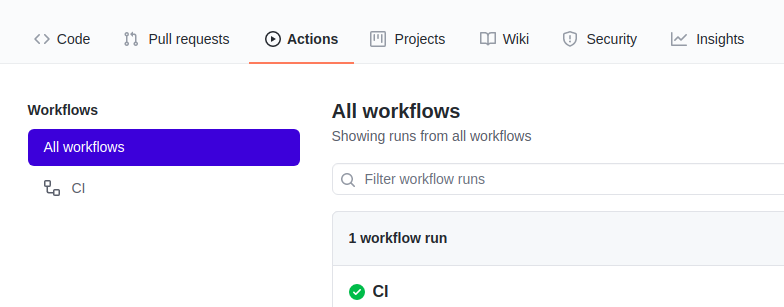 Code Pull requests Actions Projects Wiki Security Insights
Workflows
All workflows
CI
All workflows
Showing runs from all workflows
Filter workflow runs
1 workflow run
CI